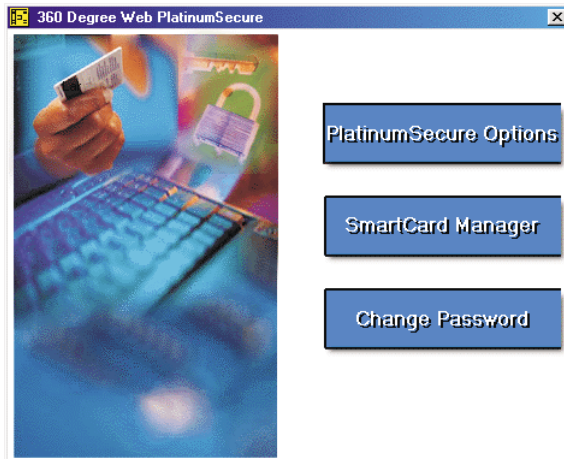 360 Degree Web PlatinumSecure
PlatinumSecure Options
SmartCard Manager
Change Password